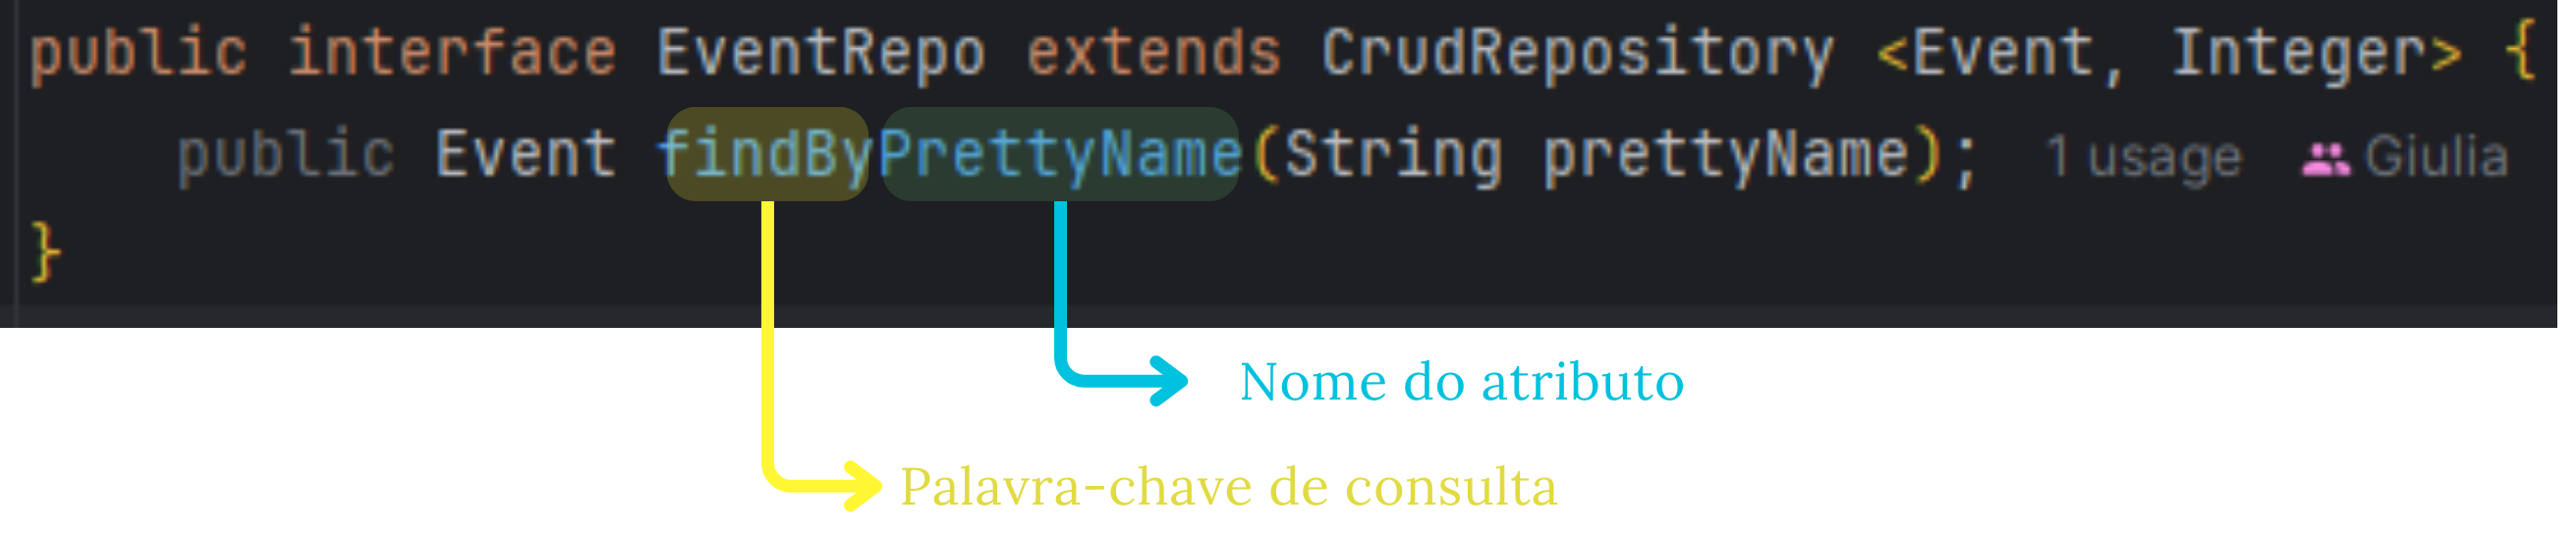 public interface EventRepo extends CrudRepository <Event, Integer> {
public Event findByPrettyName(String prettyName); 1 usage Giulia
}
Nome do atributo
Palavra-chave de consulta